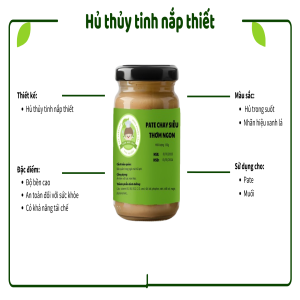 Hủ thủy tinh nắp thiết
Thiết kế:
• Hủ thủy tinh nắp thiết
Đặc điểm:
• Độ bền cao
• An toàn đối với sức khỏe
• Có khả năng tái chế
PATE CHAY SIÊU
THƠM NGON
Màu sắc:
• Hủ trong suốt
• Nhãn hiệu xanh lá
Sử dụng cho:
• Pate
• Muối